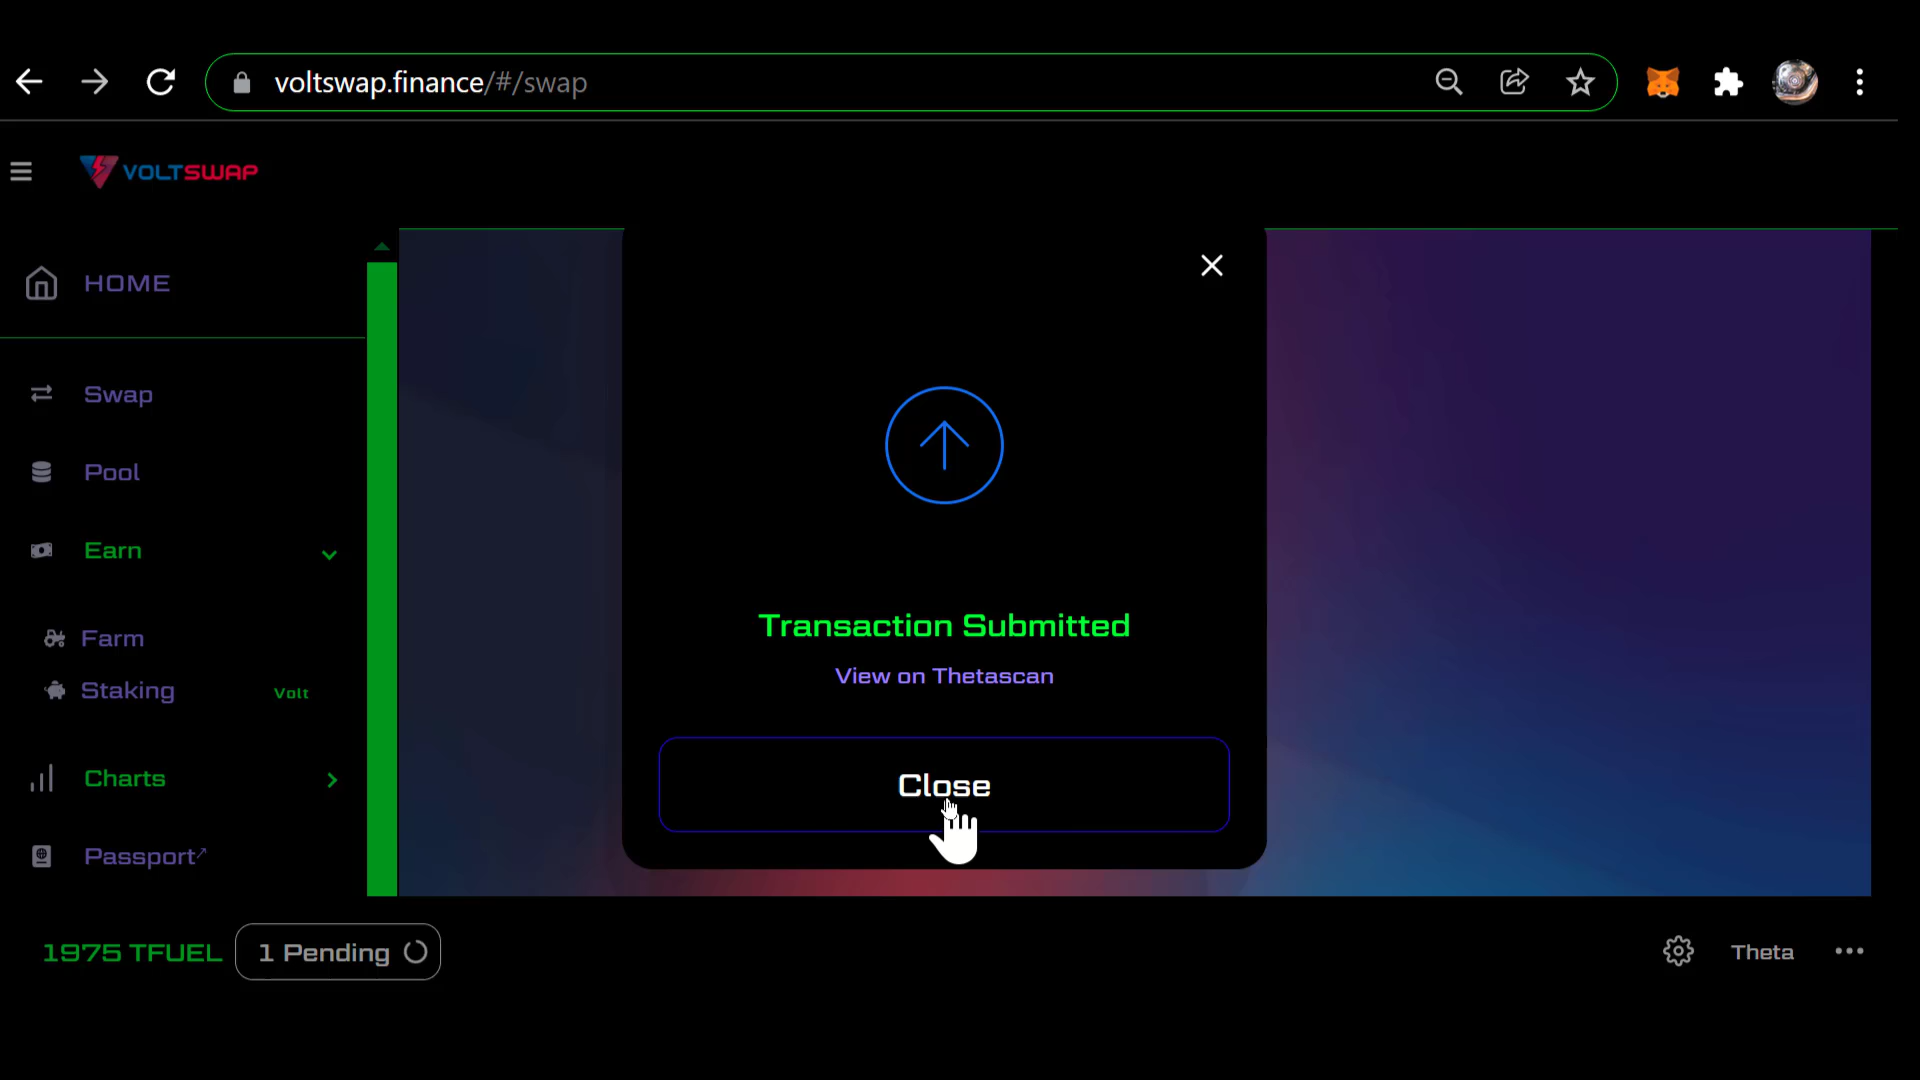 voltswap.finance/#/swap
VOLTSWAP
HOME
Swap
Pool
Earn
Farm
Staking Volt
Charts
Passport↗
Transaction Submitted
View on Thetascan
Close
1975 TFUEL 1 Pending
Theta